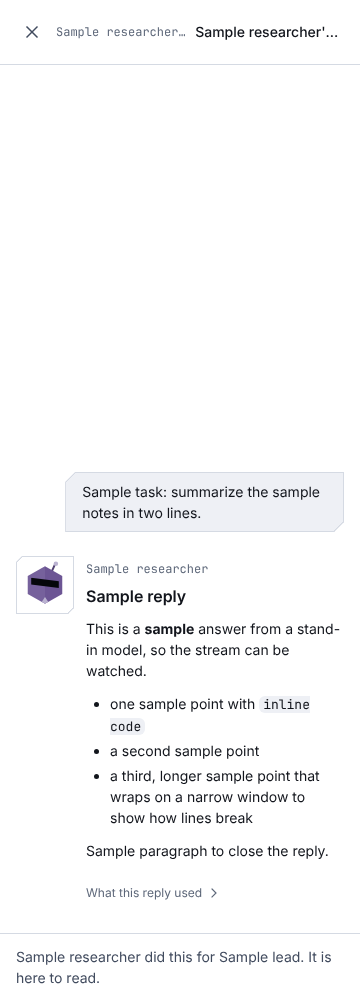 Sample researcher… Sample researcher'...
Sample task: summarize the sample
notes in two lines.
Sample researcher
Sample reply
This is a sample answer from a stand-
in model, so the stream can be
watched.
• one sample point with inline
code
• a second sample point
• a third, longer sample point that
wraps on a narrow window to
show how lines break
Sample paragraph to close the reply.
What this reply used
Sample researcher did this for Sample lead. It is
here to read.